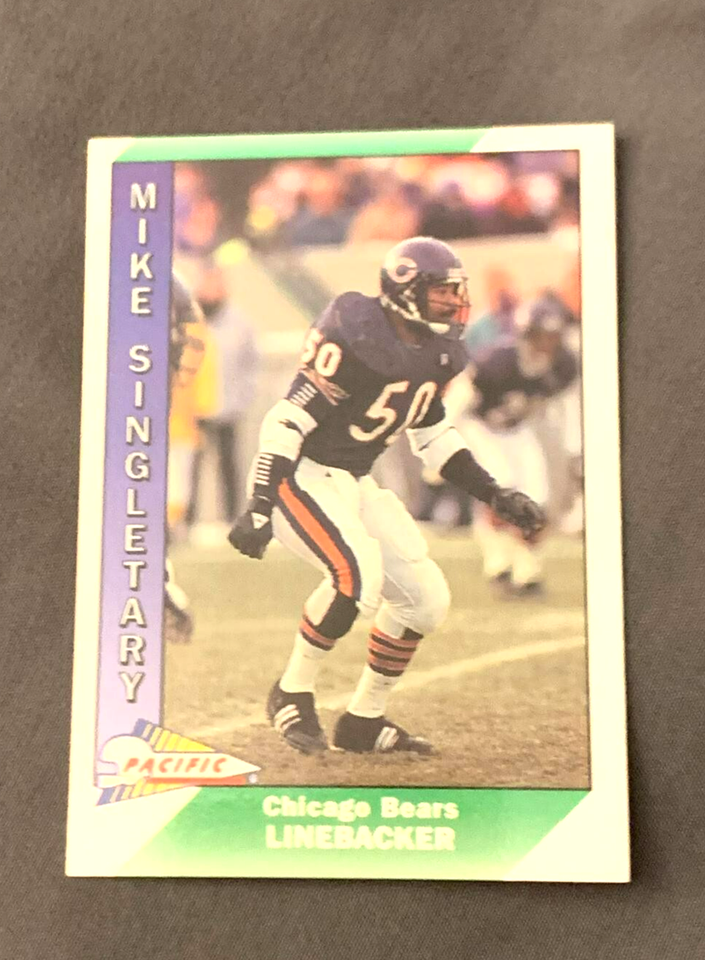 MIKE SINGLETARY
50
50
C
PACIFIC
Chicago Bears
LINEBACKER